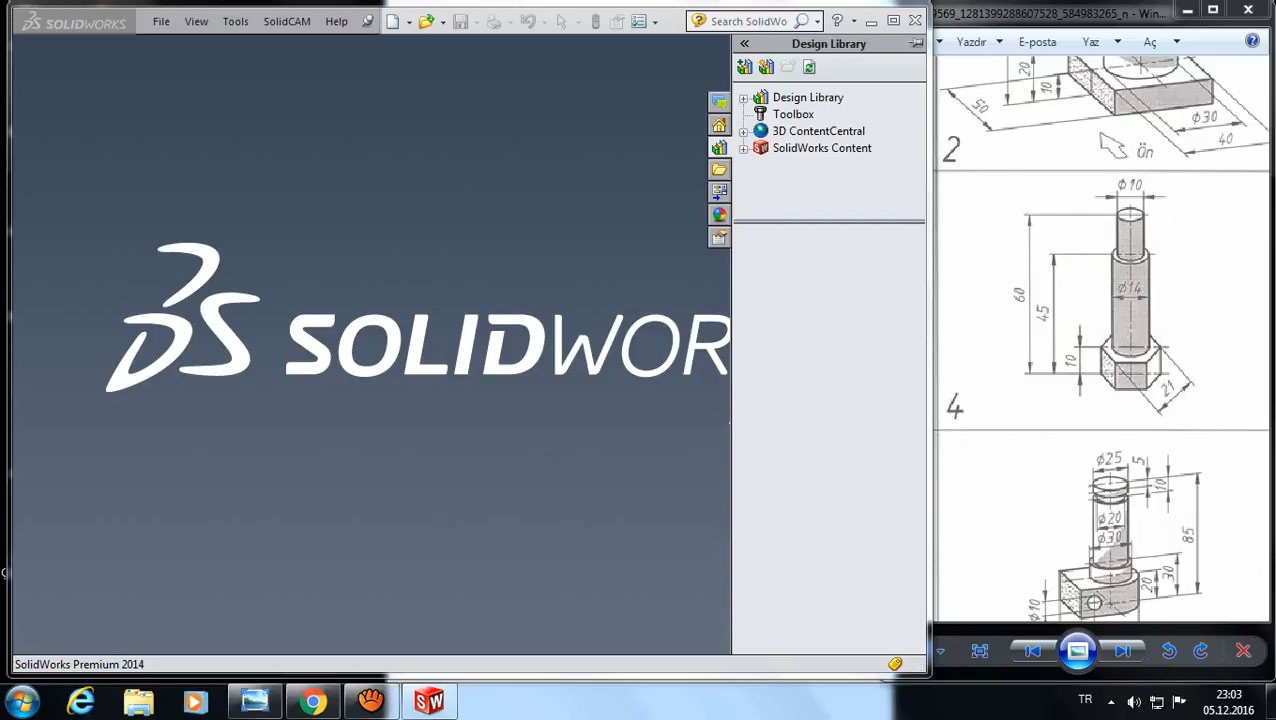 SOLIDWORKS File View Tools SolidCAM Help
Search SolidWo
Design Library
Design Library
Toolbox
3D ContentCentral
SolidWorks Content
SOLIDWOR
SolidWorks Premium 2014
569_1281399288607528_584983265_n - Win...
Yazdır E-posta Yaz Aç
20
10
50
Ø30
40
2
Ön
Ø10
60
45
Ø14
10
21
4
Ø25
5
10
Ø20
Ø30
85
30
20
Ø10
TR
23:03
05.12.2016